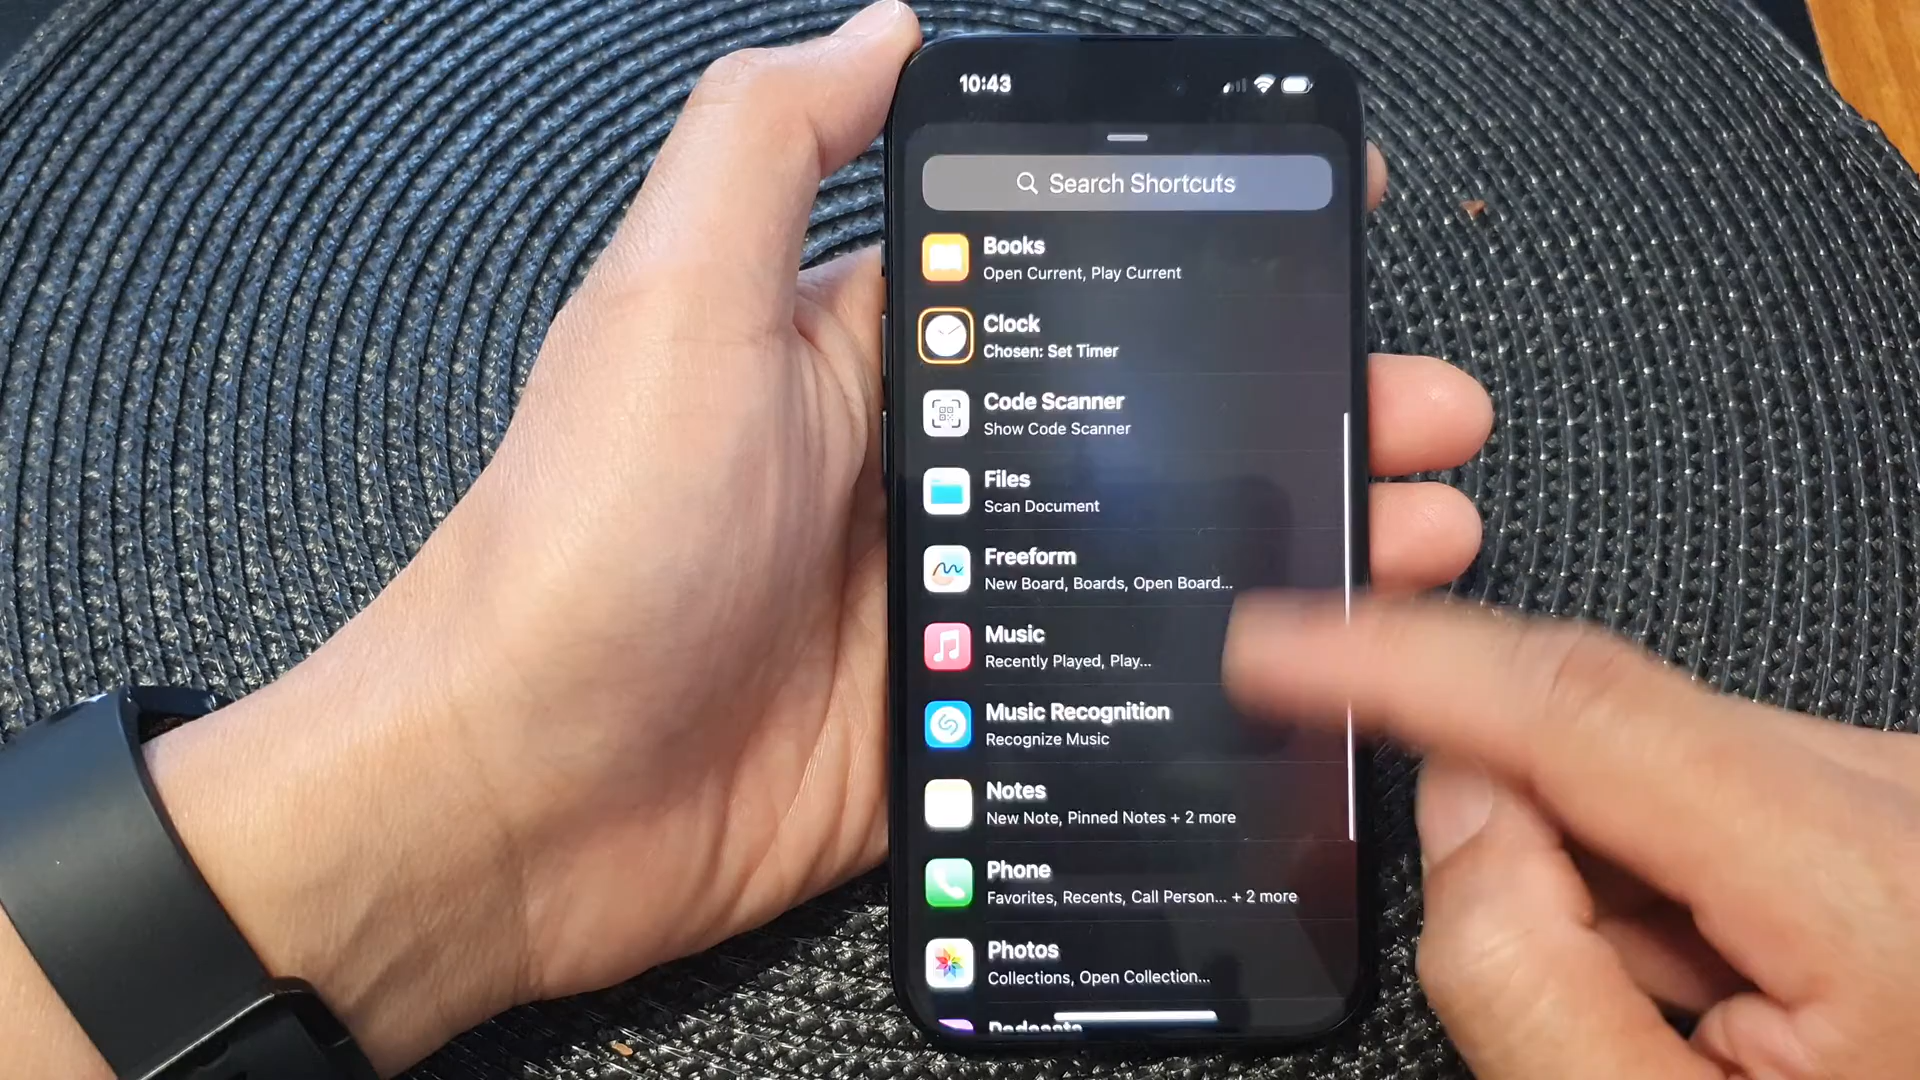 10:43
Search Shortcuts
Books
Open Current, Play Current
Clock
Chosen: Set Timer
Code Scanner
Show Code Scanner
Files
Scan Document
Freeform
New Board, Boards, Open Board...
Music
Recently Played, Play...
Music Recognition
Recognize Music
Notes
New Note, Pinned Notes + 2 more
Phone
Favorites, Recents, Call Person... + 2 more
Photos
Collections, Open Collection...
Podcasts